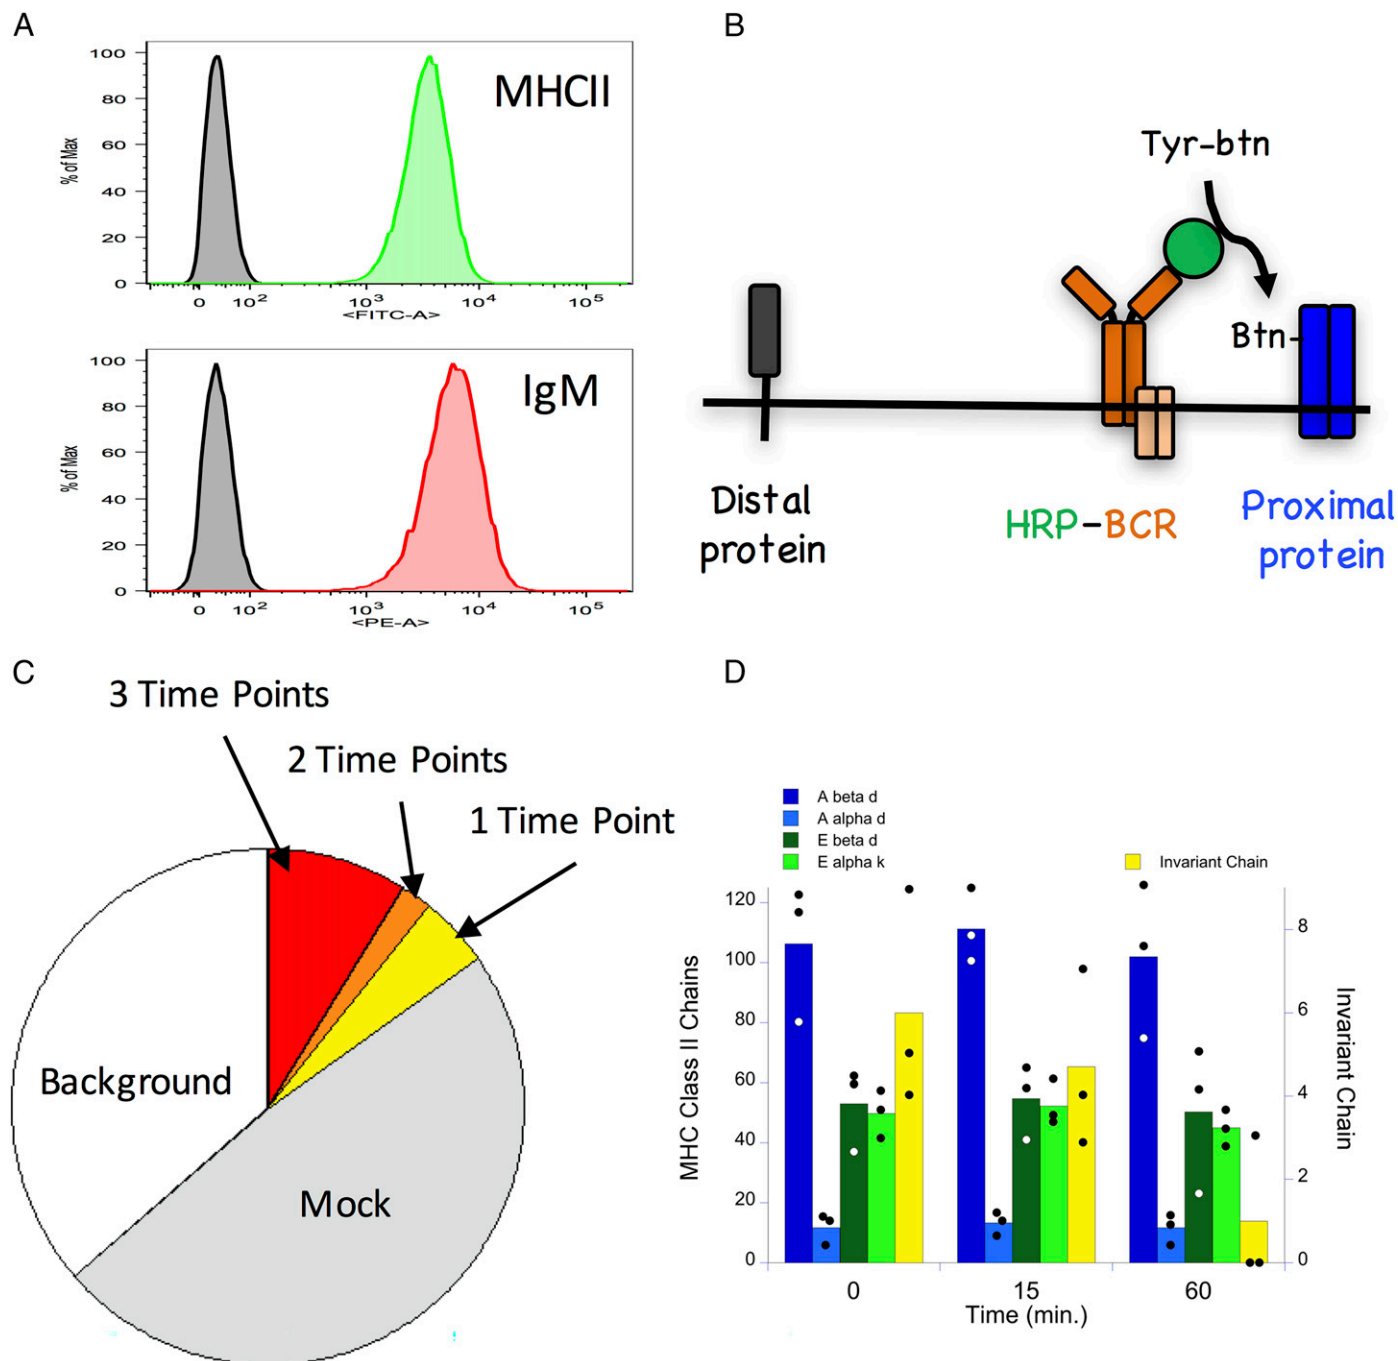 A
100
80
60
40
20
0
% of Max
MHCII
0 10² 10³ 10⁴ 10⁵
<FITC-A>
100
80
60
40
20
0
% of Max
IgM
0 10² 10³ 10⁴ 10⁵
<PE-A>
B
Tyr-btn
Btn-
Distal
protein
HRP-BCR
Proximal
protein
C
3 Time Points
2 Time Points
1 Time Point
Background
Mock
D
A beta d
A alpha d
E beta d
E alpha k
Invariant Chain
120
100
80
60
40
20
0
MHC Class II Chains
8
6
4
2
0
Invariant Chain
0 15 60
Time (min.)